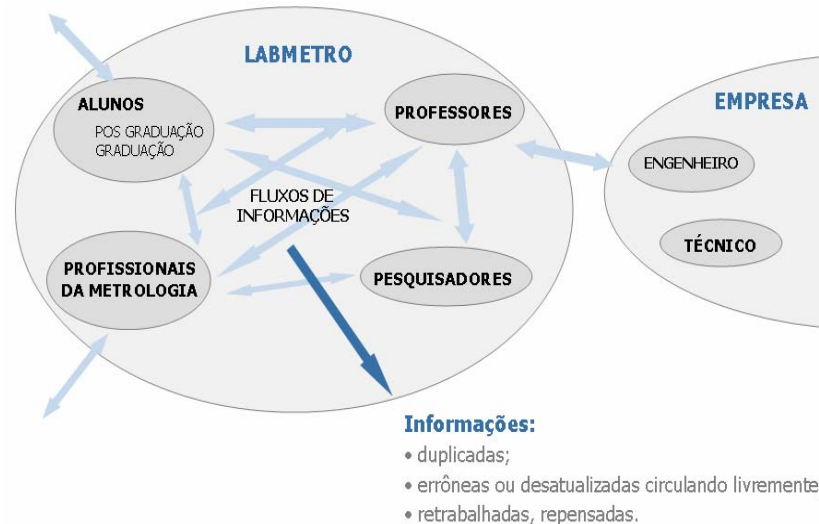 LABMETRO
ALUNOS
POS GRADUAÇÃO
GRADUAÇÃO
PROFESSORES
EMPRESA
ENGENHEIRO
FLUXOS DE
INFORMAÇÕES
TÉCNICO
PROFISSIONAIS
DA METROLOGIA
PESQUISADORES
Informações:
• duplicadas;
• errôneas ou desatualizadas circulando livremente
• retrabalhadas, repensadas.